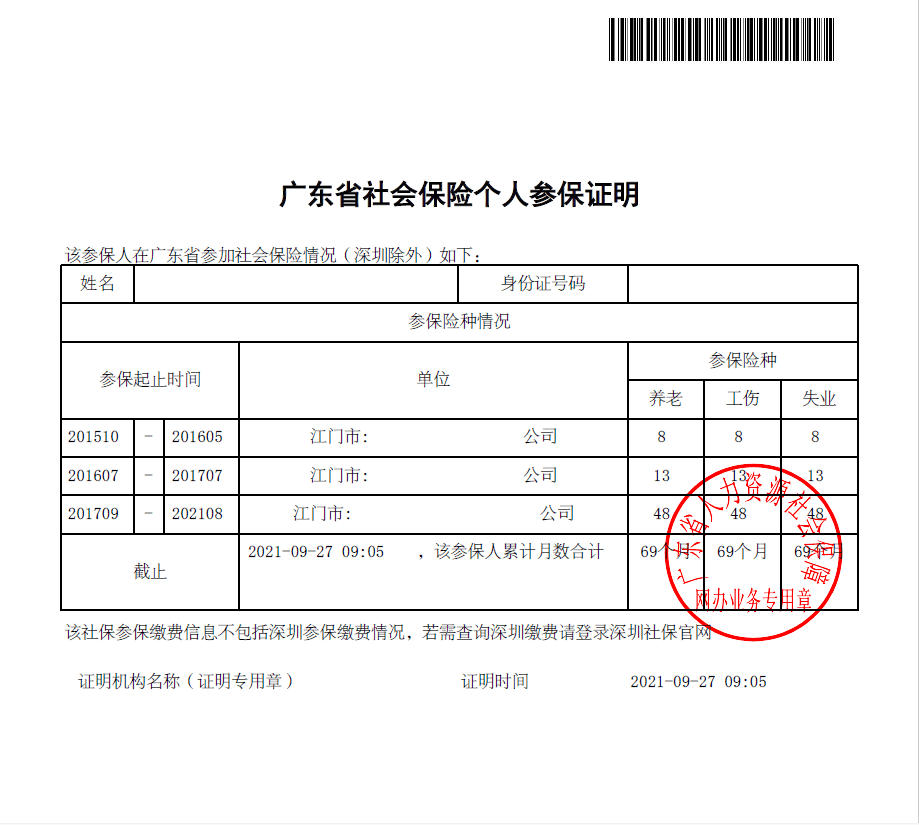 广东省社会保险个人参保证明
该参保人在广东省参加社会保险情况（深圳除外）如下：
姓名 身份证号码
参保险种情况
参保起止时间 单位 参保险种
养老 工伤 失业
201510 - 201605 江门市: 公司 8 8 8
201607 - 201707 江门市: 公司 13 13 13
201709 - 202108 江门市: 公司 48 48 48
截止 2021-09-27 09:05 ，该参保人累计月数合计 69个月 69个月 69个月
广东省人力资源社会保障
网办业务专用章
该社保参保缴费信息不包括深圳参保缴费情况，若需查询深圳缴费请登录深圳社保官网
证明机构名称（证明专用章） 证明时间 2021-09-27 09:05